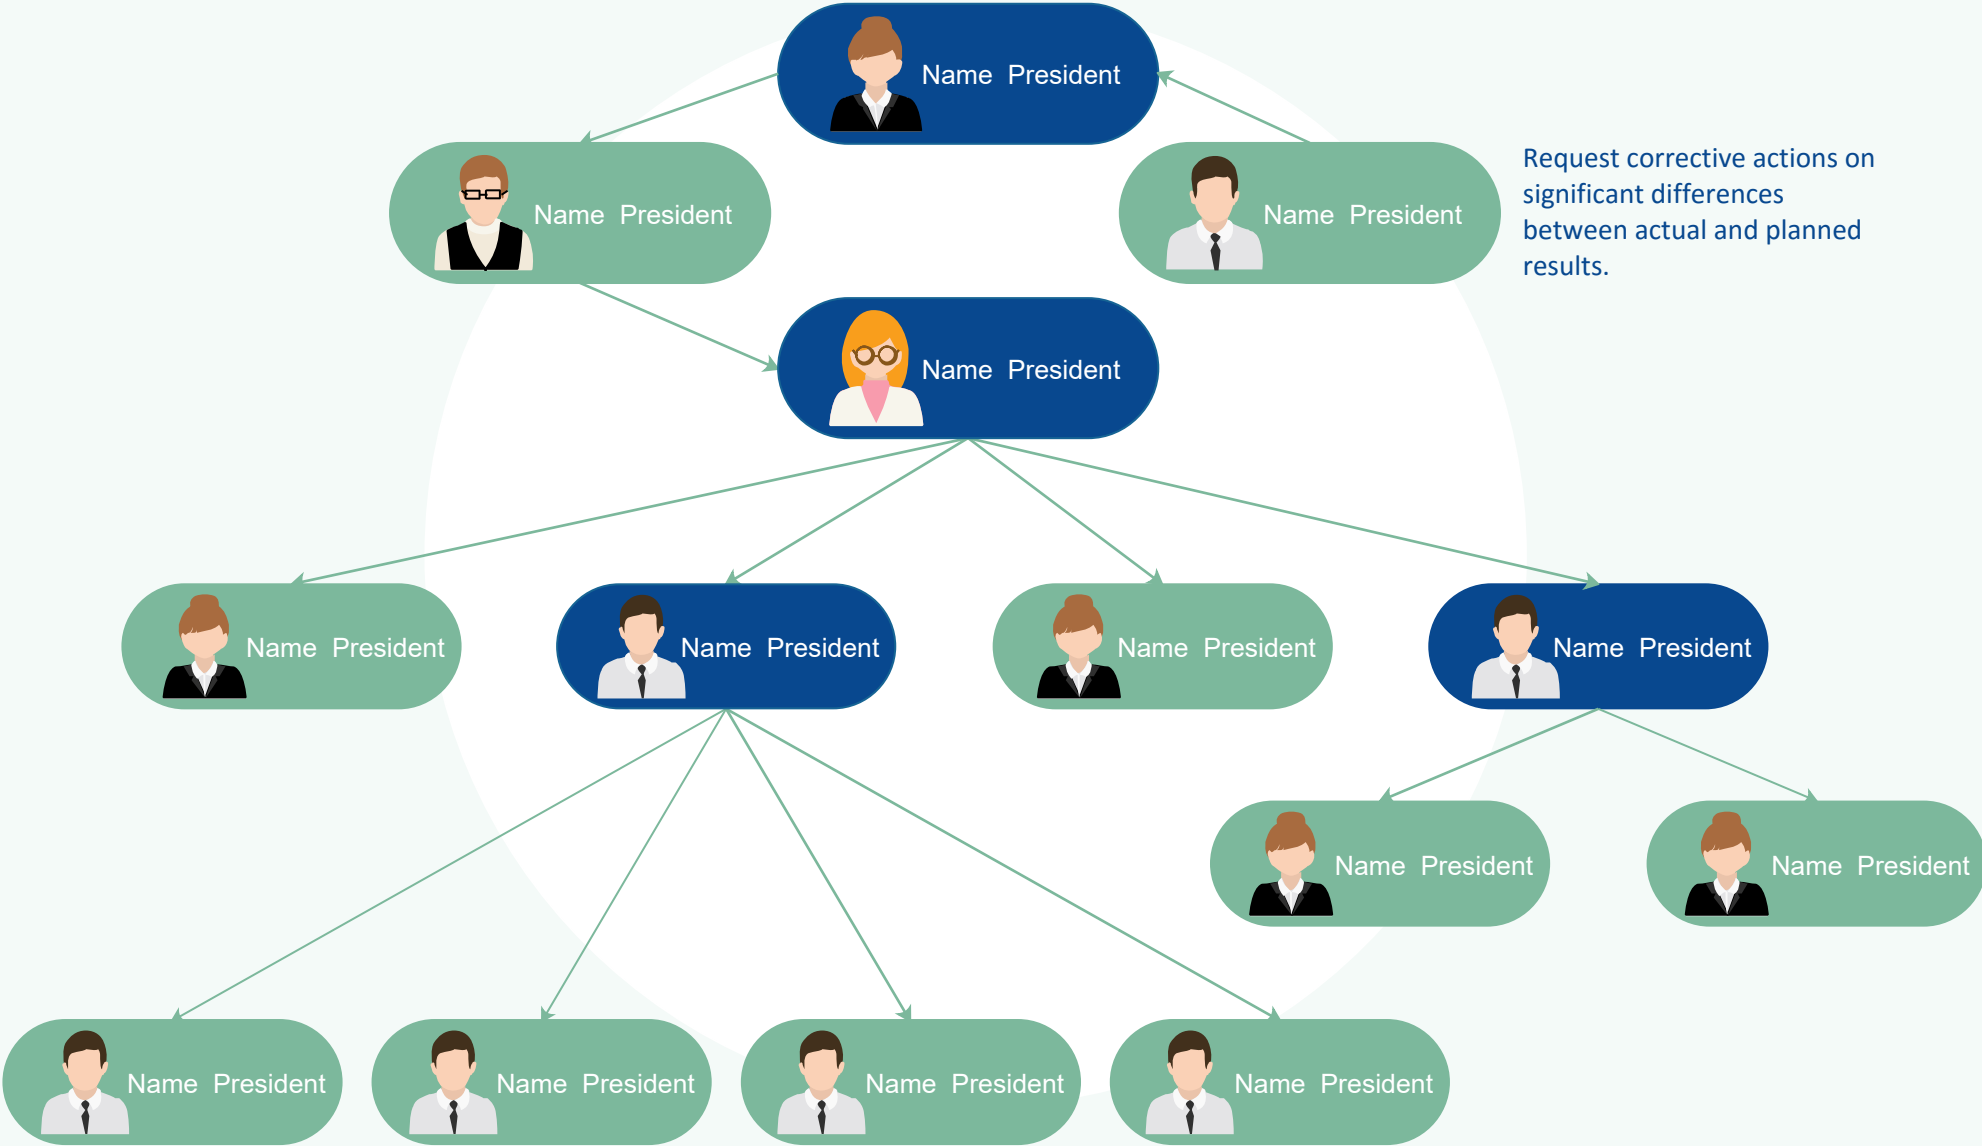 Name President
Name President
Name President
Request corrective actions on
significant differences
between actual and planned
results.
Name President
Name President
Name President
Name President
Name President
Name President
Name President
Name President
Name President
Name President
Name President